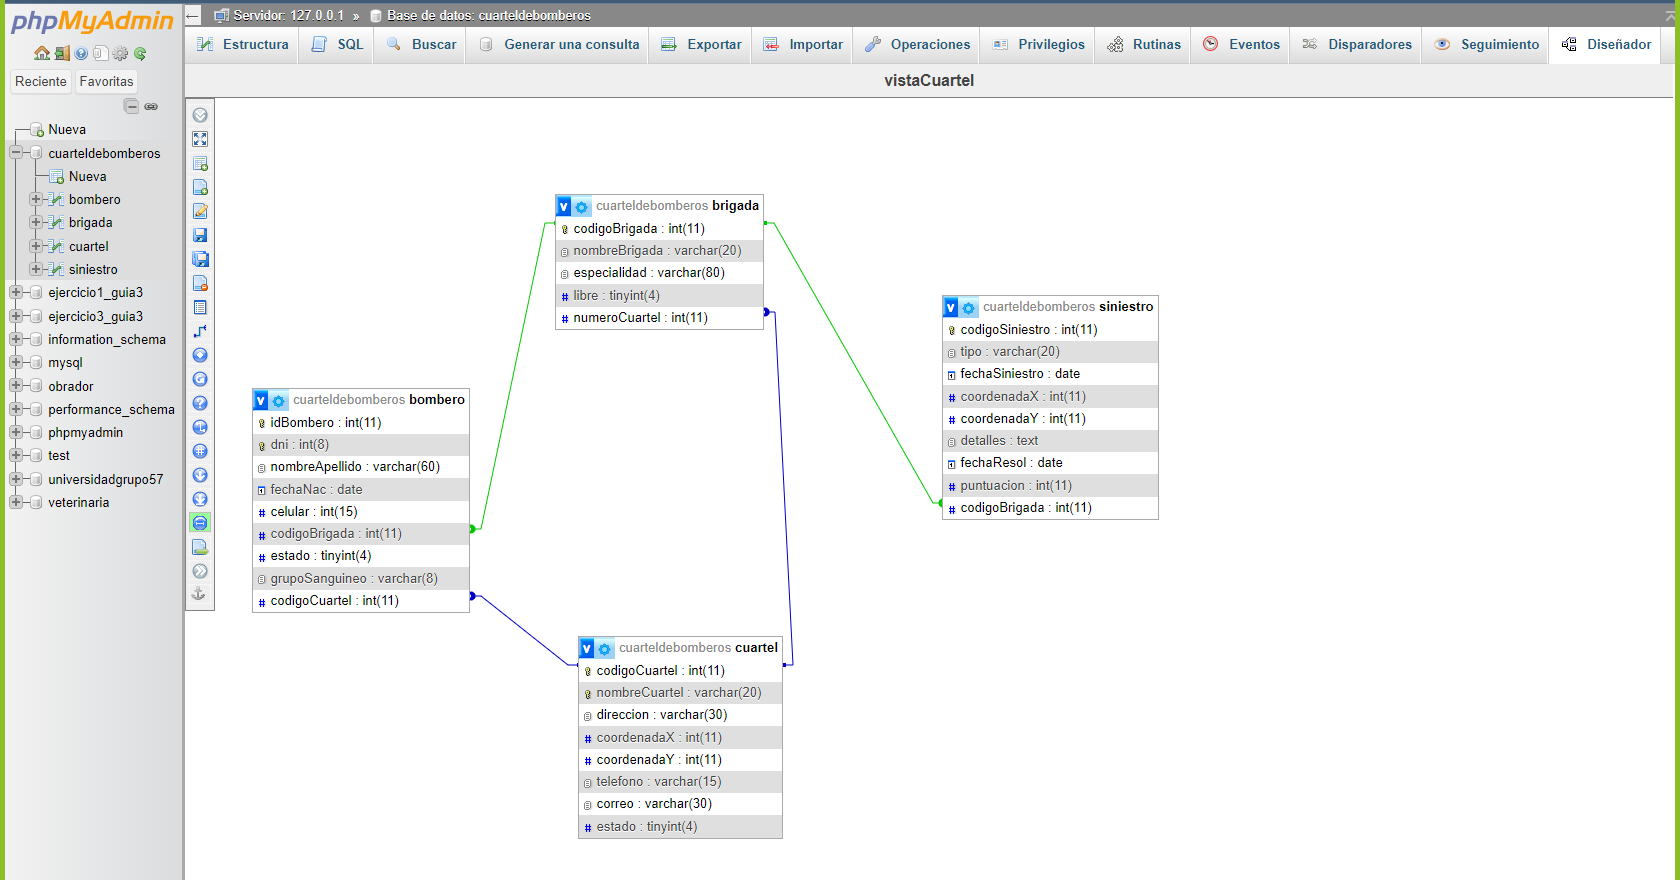 phpMyAdmin
Reciente
Favoritas
Nueva
cuarteldebomberos
Nueva
bombero
brigada
cuartel
siniestro
ejercicio1_guia3
ejercicio3_guia3
information_schema
mysql
obrador
performance_schema
phpmyadmin
test
universidadgrupo57
veterinaria
Servidor: 127.0.0.1 » Base de datos: cuarteldebomberos
Estructura
SQL
Buscar
Generar una consulta
Exportar
Importar
Operaciones
Privilegios
Rutinas
Eventos
Disparadores
Seguimiento
Diseñador
vistaCuartel
v cuarteldebomberos brigada
codigoBrigada : int(11)
nombreBrigada : varchar(20)
especialidad : varchar(80)
# libre : tinyint(4)
# numeroCuartel : int(11)
v cuarteldebomberos siniestro
codigoSiniestro : int(11)
tipo : varchar(20)
fechaSiniestro : date
# coordenadaX : int(11)
# coordenadaY : int(11)
detalles : text
fechaResol : date
# puntuacion : int(11)
# codigoBrigada : int(11)
v cuarteldebomberos bombero
idBombero : int(11)
dni : int(8)
nombreApellido : varchar(60)
fechaNac : date
# celular : int(15)
# codigoBrigada : int(11)
# estado : tinyint(4)
grupoSanguineo : varchar(8)
# codigoCuartel : int(11)
v cuarteldebomberos cuartel
codigoCuartel : int(11)
nombreCuartel : varchar(20)
direccion : varchar(30)
# coordenadaX : int(11)
# coordenadaY : int(11)
telefono : varchar(15)
correo : varchar(30)
# estado : tinyint(4)